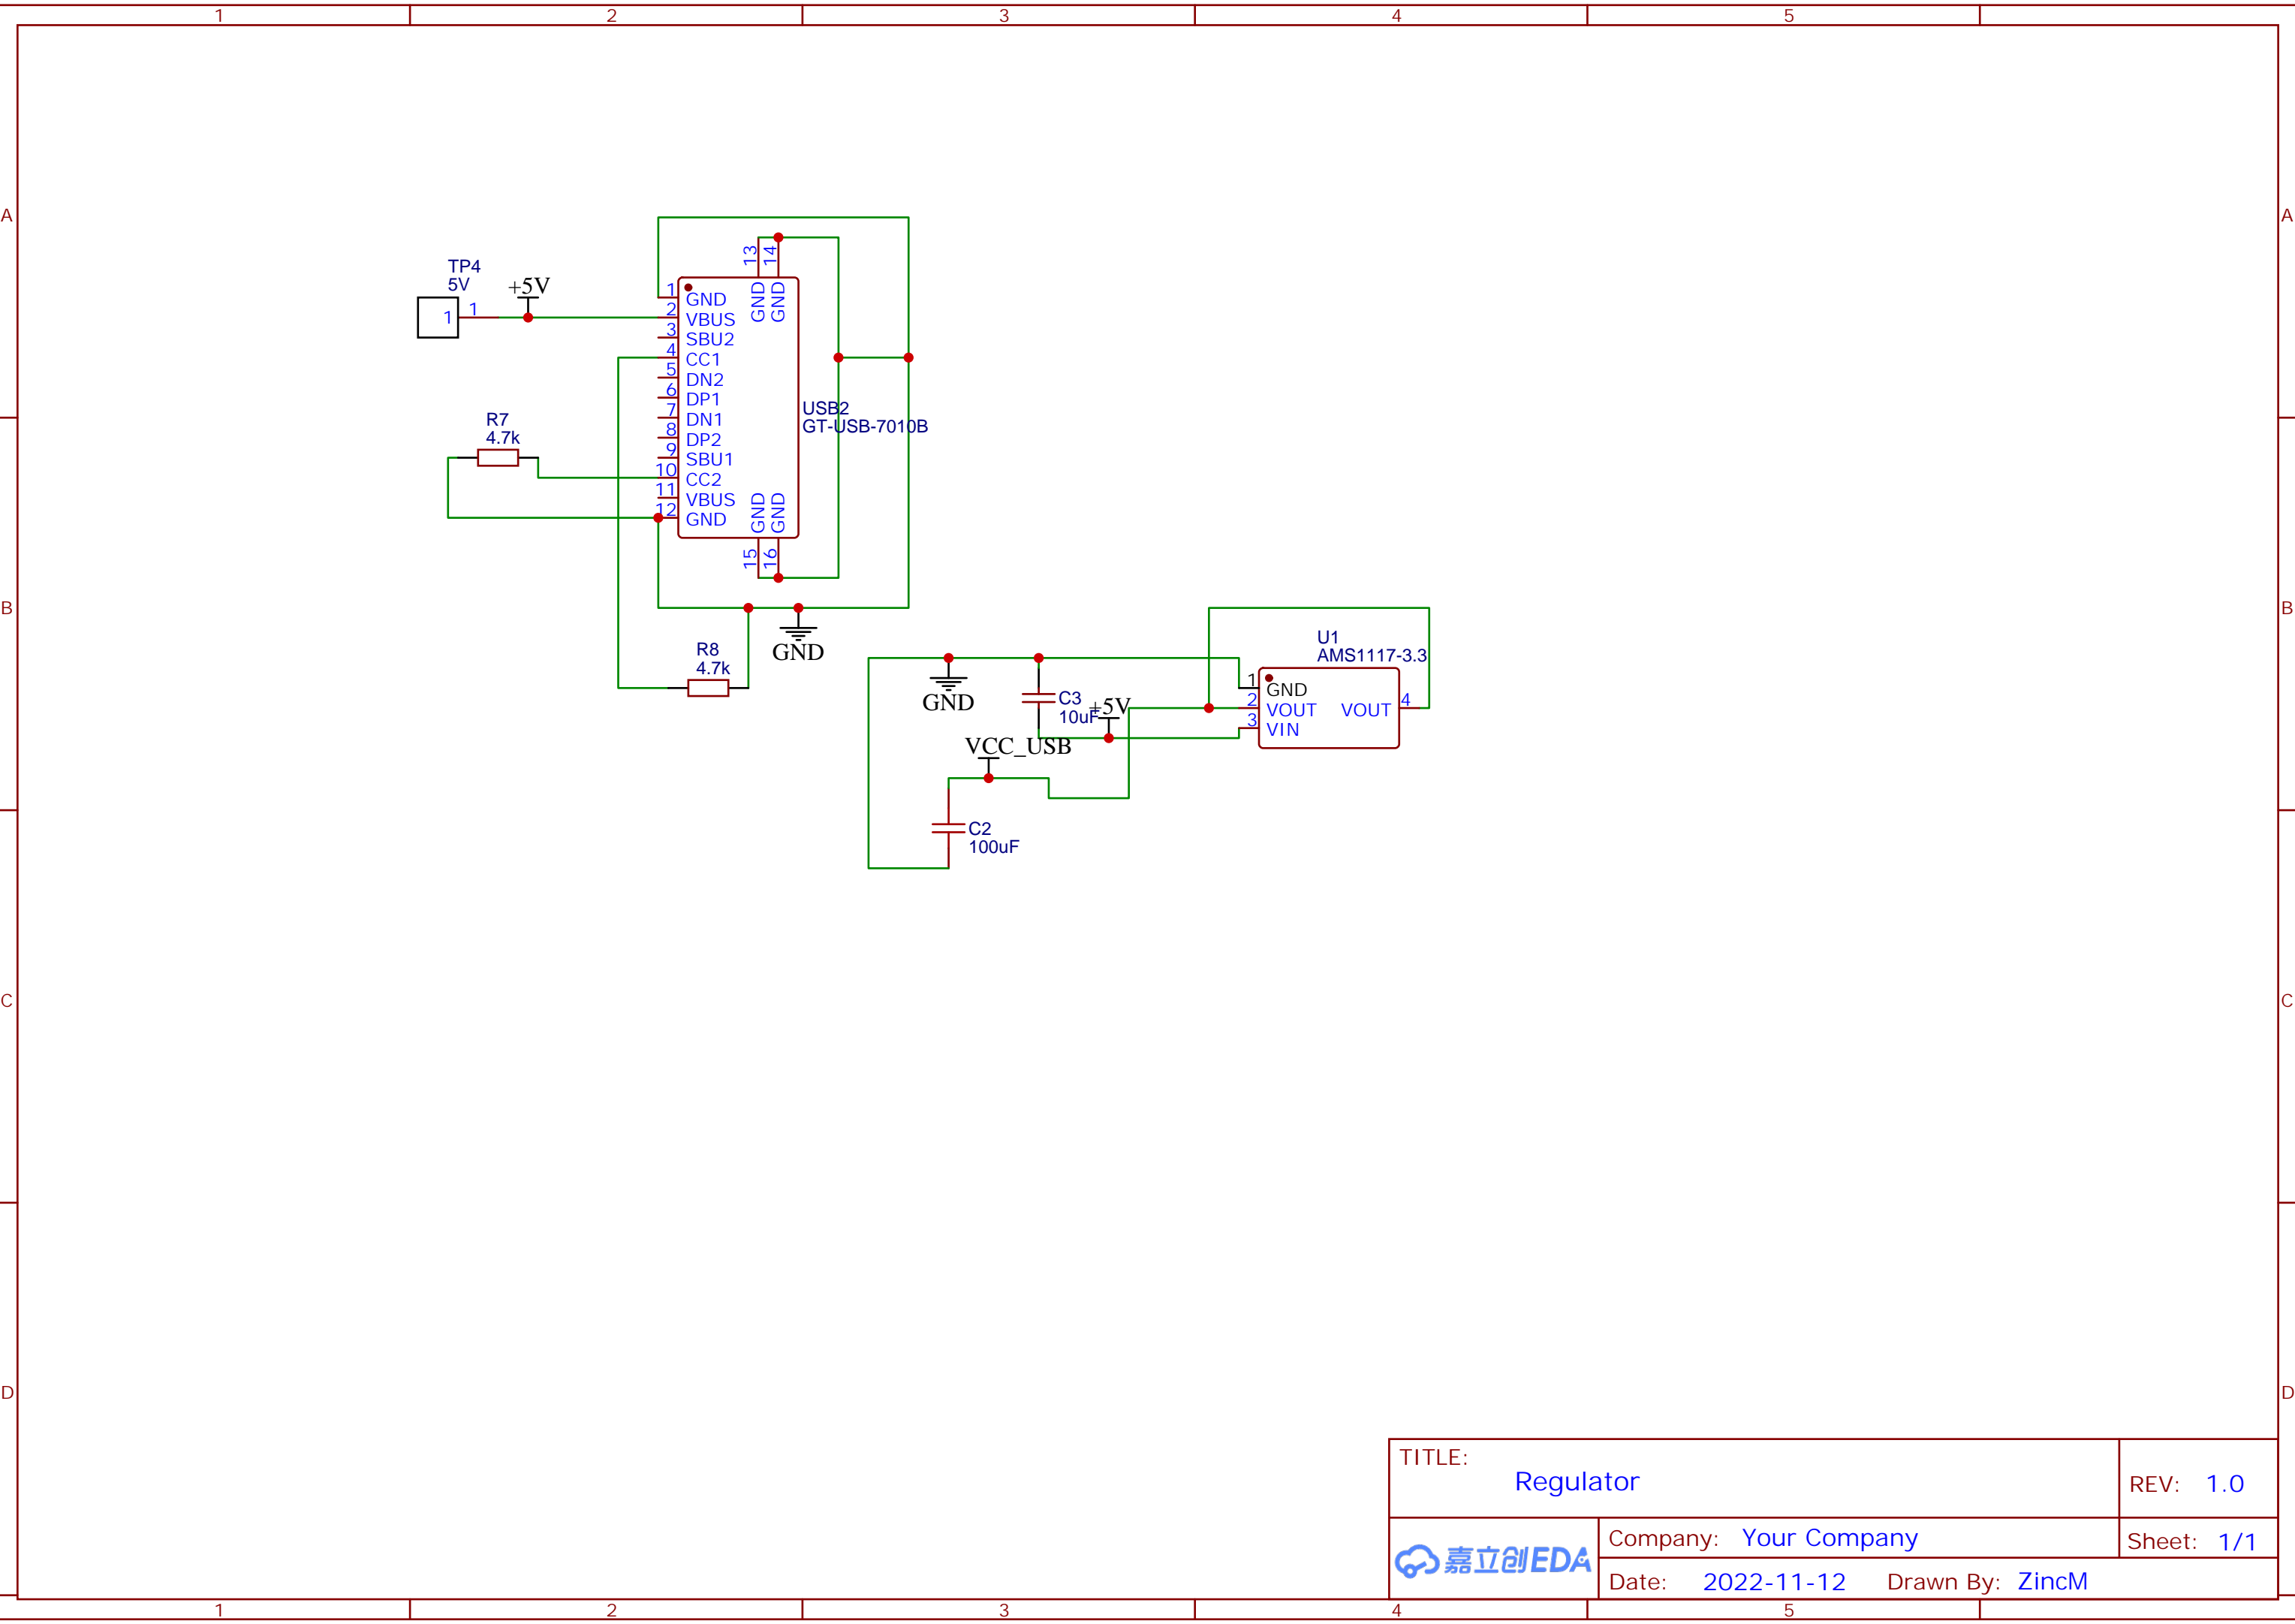 1 2 3 4 5
A A
TP4
5V
+5V
1 1
13 14
GND GND
1 GND
2 VBUS
3 SBU2
4 CC1
5 DN2
6 DP1
7 DN1
8 DP2
9 SBU1
10 CC2
11 VBUS
12 GND
GND GND
15 16
USB2
GT-USB-7010B
R7
4.7k
B B
R8
4.7k
GND
GND
C3
10uF
+5V
VCC_USB
C2
100uF
U1
AMS1117-3.3
1 GND
2 VOUT VOUT 4
3 VIN
C C
D D
TITLE:
Regulator
REV: 1.0
嘉立创EDA
Company: Your Company
Sheet: 1/1
Date: 2022-11-12 Drawn By: ZincM
1 2 3 4 5